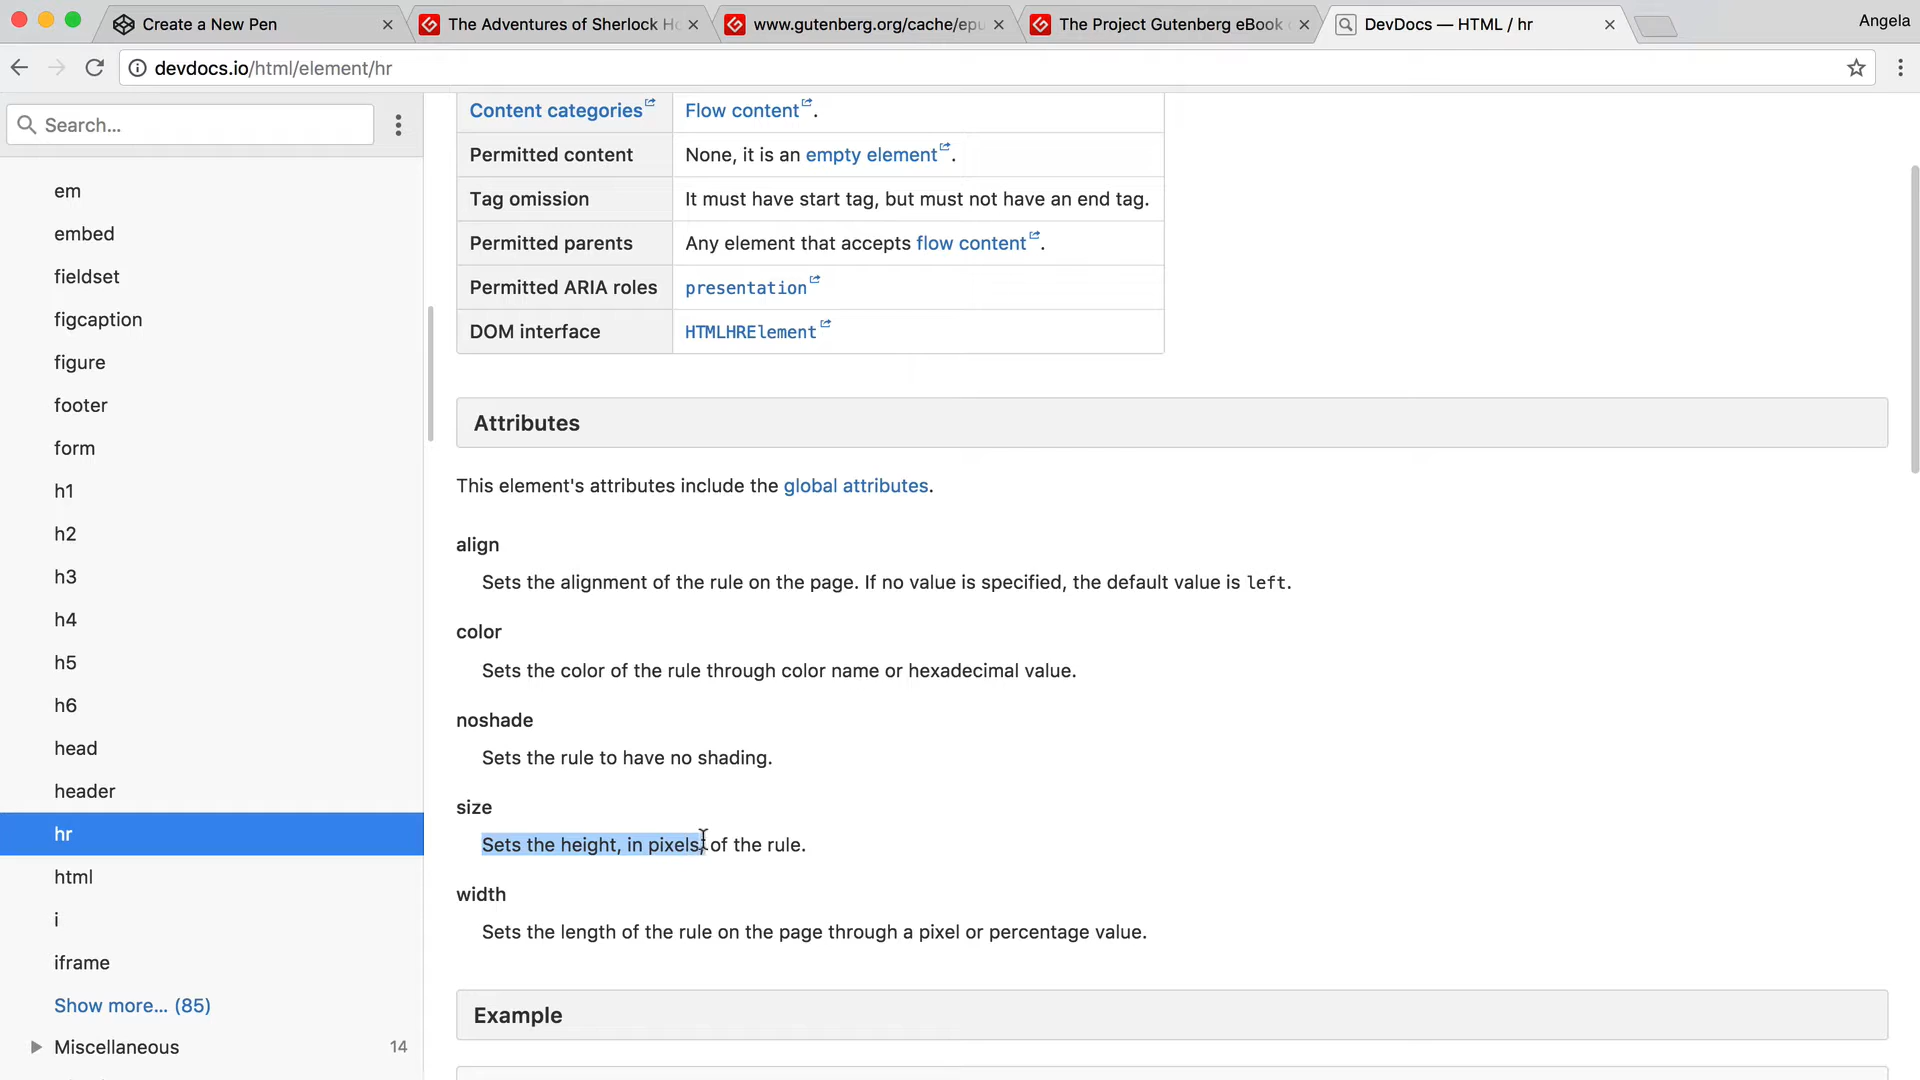 Create a New Pen
The Adventures of Sherlock Ho
www.gutenberg.org/cache/epu
The Project Gutenberg eBook
DevDocs — HTML / hr
Angela
devdocs.io/html/element/hr
Search...
em
embed
fieldset
figcaption
figure
footer
form
h1
h2
h3
h4
h5
h6
head
header
hr
html
i
iframe
Show more... (85)
Miscellaneous 14
Content categories Flow content.
Permitted content None, it is an empty element.
Tag omission It must have start tag, but must not have an end tag.
Permitted parents Any element that accepts flow content.
Permitted ARIA roles presentation
DOM interface HTMLHRElement
Attributes
This element's attributes include the global attributes.
align
Sets the alignment of the rule on the page. If no value is specified, the default value is left.
color
Sets the color of the rule through color name or hexadecimal value.
noshade
Sets the rule to have no shading.
size
Sets the height, in pixels, of the rule.
width
Sets the length of the rule on the page through a pixel or percentage value.
Example